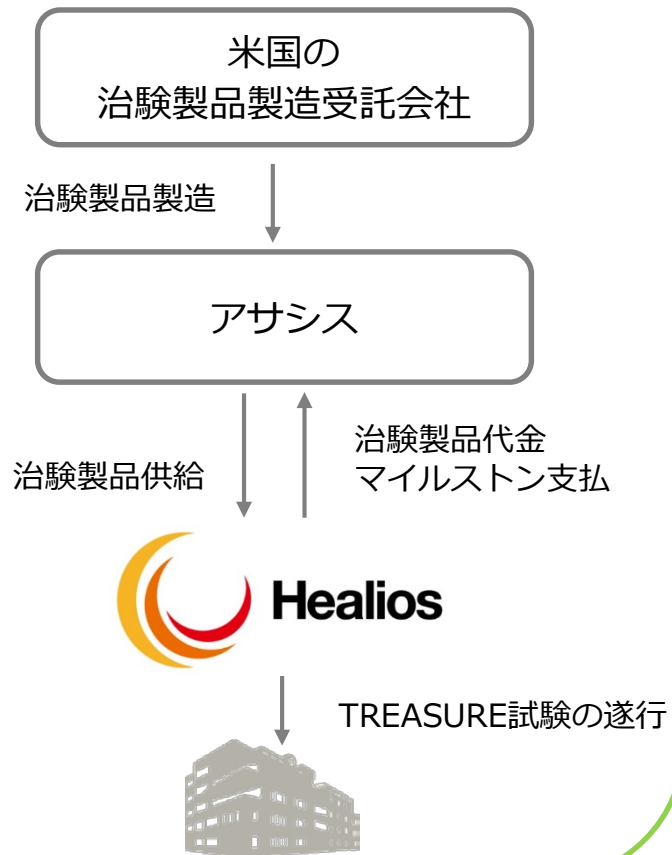 米国の
治験製品製造受託会社
治験製品製造
アサシス
治験製品供給
治験製品代金
マイルストン支払
Healios
TREASURE試験の遂行